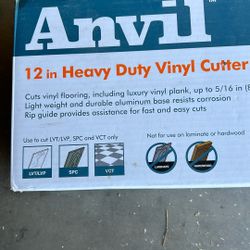 Anvil™
12 in Heavy Duty Vinyl Cutter
Cuts vinyl flooring, including luxury vinyl plank, up to 5/16 in (
Light weight and durable aluminum base resists corrosion
Rip guide provides assistance for fast and easy cuts
Use to cut LVT/LVP, SPC and VCT only
Not for use on laminate or hardwood
LVT/LVP
SPC
VCT